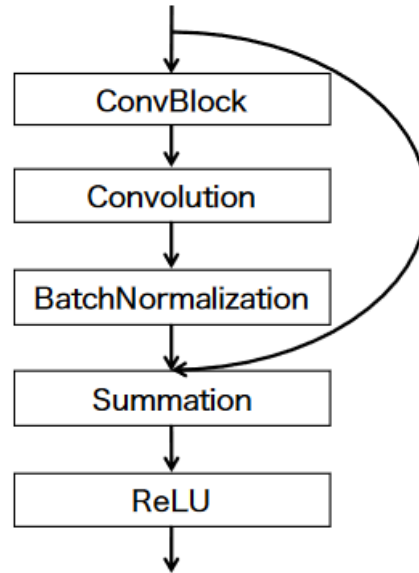 ConvBlock
Convolution
BatchNormalization
Summation
ReLU